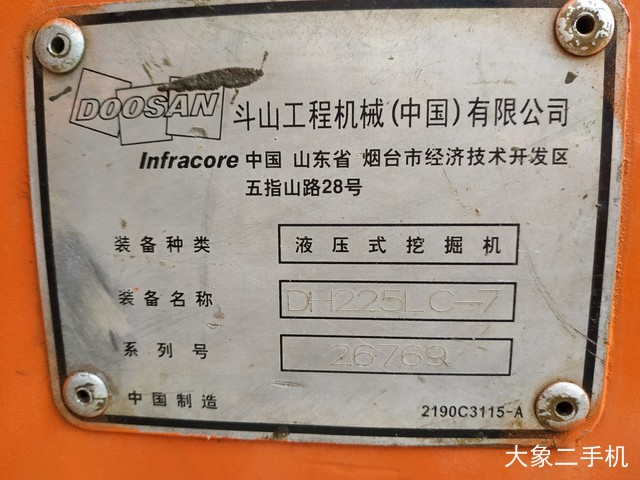 DOOSAN 斗山工程机械(中国)有限公司
Infracore 中国 山东省 烟台市经济技术开发区
五指山路28号
装备种类 液压式挖掘机
装备名称 DH225LC-7
系列号
中国制造 2190C3115-A
大象二手机